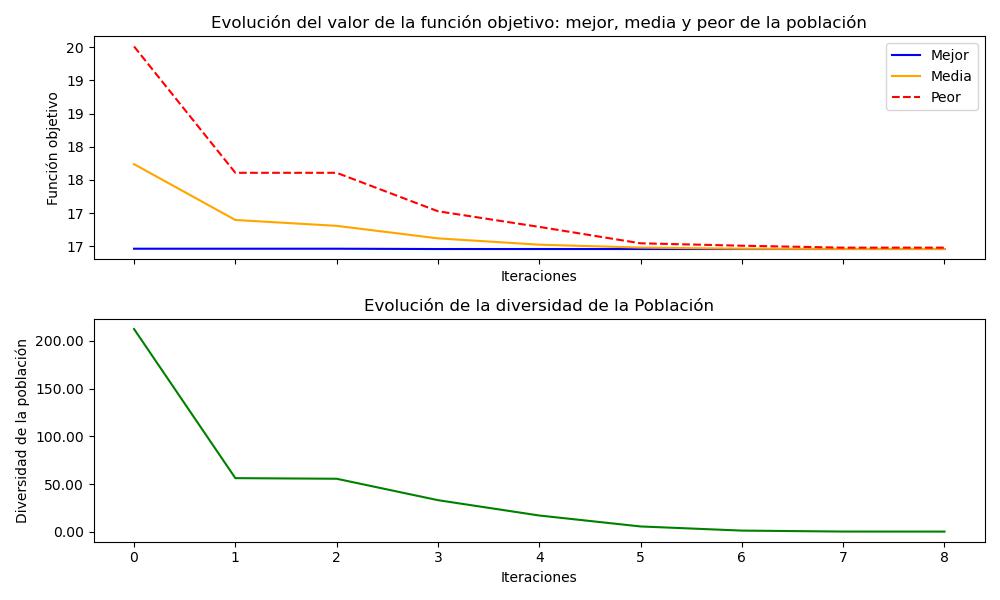 Evolución del valor de la función objetivo: mejor, media y peor de la población
20
19
19
18
18
17
17
Función objetivo
Mejor
Media
Peor
Iteraciones
Evolución de la diversidad de la Población
200.00
150.00
100.00
50.00
0.00
Diversidad de la población
0 1 2 3 4 5 6 7 8
Iteraciones